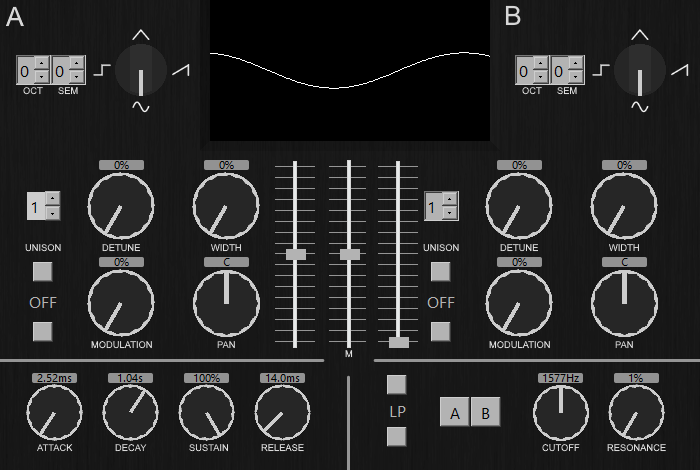 A
B
0 0
OCT SEM
0 0
OCT SEM
0% 0%
0% 0%
1
1
UNISON DETUNE WIDTH
UNISON DETUNE WIDTH
0% C
0% C
OFF
OFF
MODULATION PAN
MODULATION PAN
M
2.52ms 1.04s 100% 14.0ms
ATTACK DECAY SUSTAIN RELEASE
LP
A B
1577Hz 1%
CUTOFF RESONANCE